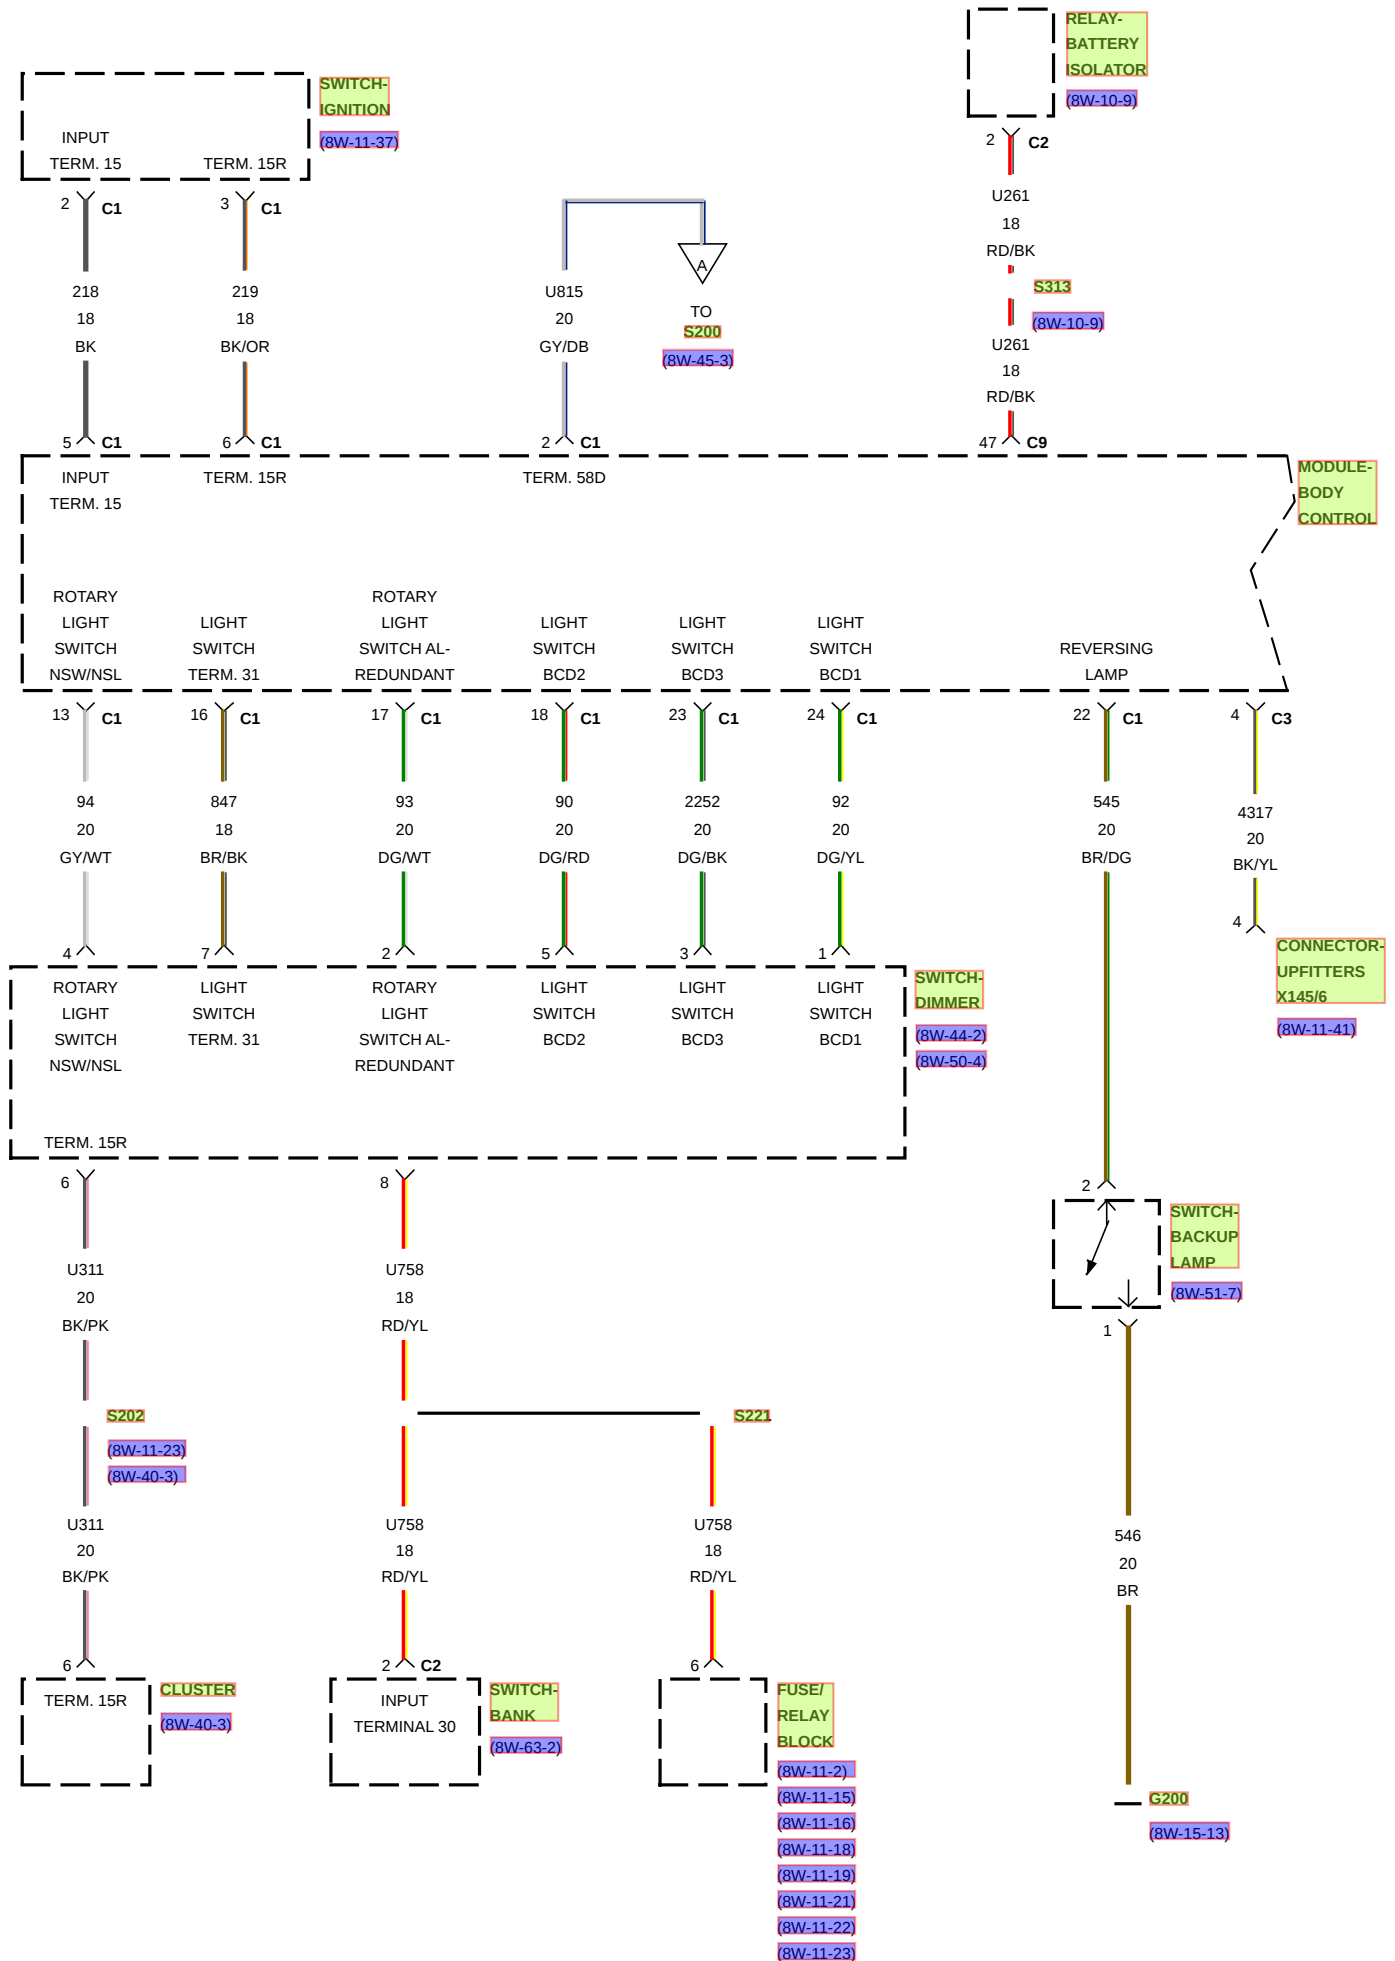 RELAY-
BATTERY
ISOLATOR
(8W-10-9)
SWITCH-
IGNITION
(8W-11-37)
INPUT
TERM. 15
TERM. 15R
2
C1
3
C1
2
C2
U261
18
RD/BK
S313
(8W-10-9)
U261
18
RD/BK
218
18
BK
219
18
BK/OR
U815
20
GY/DB
A
TO
S200
(8W-45-3)
5
C1
6
C1
2
C1
47
C9
INPUT
TERM. 15
TERM. 15R
TERM. 58D
MODULE-
BODY
CONTROL
ROTARY
LIGHT
SWITCH
NSW/NSL
LIGHT
SWITCH
TERM. 31
ROTARY
LIGHT
SWITCH AL-
REDUNDANT
LIGHT
SWITCH
BCD2
LIGHT
SWITCH
BCD3
LIGHT
SWITCH
BCD1
REVERSING
LAMP
13
C1
16
C1
17
C1
18
C1
23
C1
24
C1
22
C1
4
C3
94
20
GY/WT
847
18
BR/BK
93
20
DG/WT
90
20
DG/RD
2252
20
DG/BK
92
20
DG/YL
545
20
BR/DG
4317
20
BK/YL
4
7
2
5
3
1
4
CONNECTOR-
UPFITTERS
X145/6
(8W-11-41)
ROTARY
LIGHT
SWITCH
NSW/NSL
LIGHT
SWITCH
TERM. 31
ROTARY
LIGHT
SWITCH AL-
REDUNDANT
LIGHT
SWITCH
BCD2
LIGHT
SWITCH
BCD3
LIGHT
SWITCH
BCD1
SWITCH-
DIMMER
(8W-44-2)
(8W-50-4)
TERM. 15R
6
8
2
SWITCH-
BACKUP
LAMP
(8W-51-7)
1
U311
20
BK/PK
U758
18
RD/YL
S202
(8W-11-23)
(8W-40-3)
S221
U311
20
BK/PK
U758
18
RD/YL
U758
18
RD/YL
546
20
BR
6
2
C2
6
TERM. 15R
CLUSTER
(8W-40-3)
INPUT
TERMINAL 30
SWITCH-
BANK
(8W-63-2)
FUSE/
RELAY
BLOCK
(8W-11-2)
(8W-11-15)
(8W-11-16)
(8W-11-18)
(8W-11-19)
(8W-11-21)
(8W-11-22)
(8W-11-23)
G200
(8W-15-13)